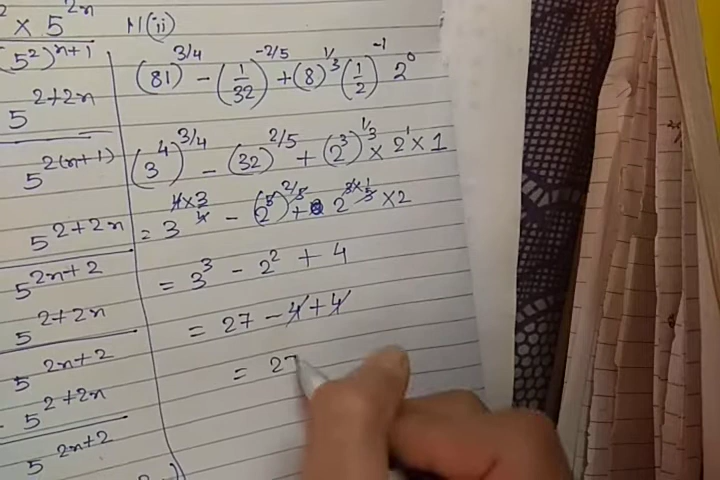 ² × 5^{2n}
(5²)^{n+1}
5^{2+2n}
5^{2(n+1)}
5^{2+2n}
5^{2n+2}
5^{2+2n}
5^{2n+2}
5^{2+2n}
5^{2n+2}
(ii)
(81)^{3/4} - (1/32)^{-2/5} + (8)^{1/3} (1/2)^{-1} 2^0
(3^4)^{3/4} - (32)^{2/5} + (2^3)^{1/3} × 2^1 × 1
= 3^{4×3/4} - (2^5)^{2/5} + 2^{3×1/3} × 2
= 3^3 - 2^2 + 4
= 27 - 4 + 4
= 27